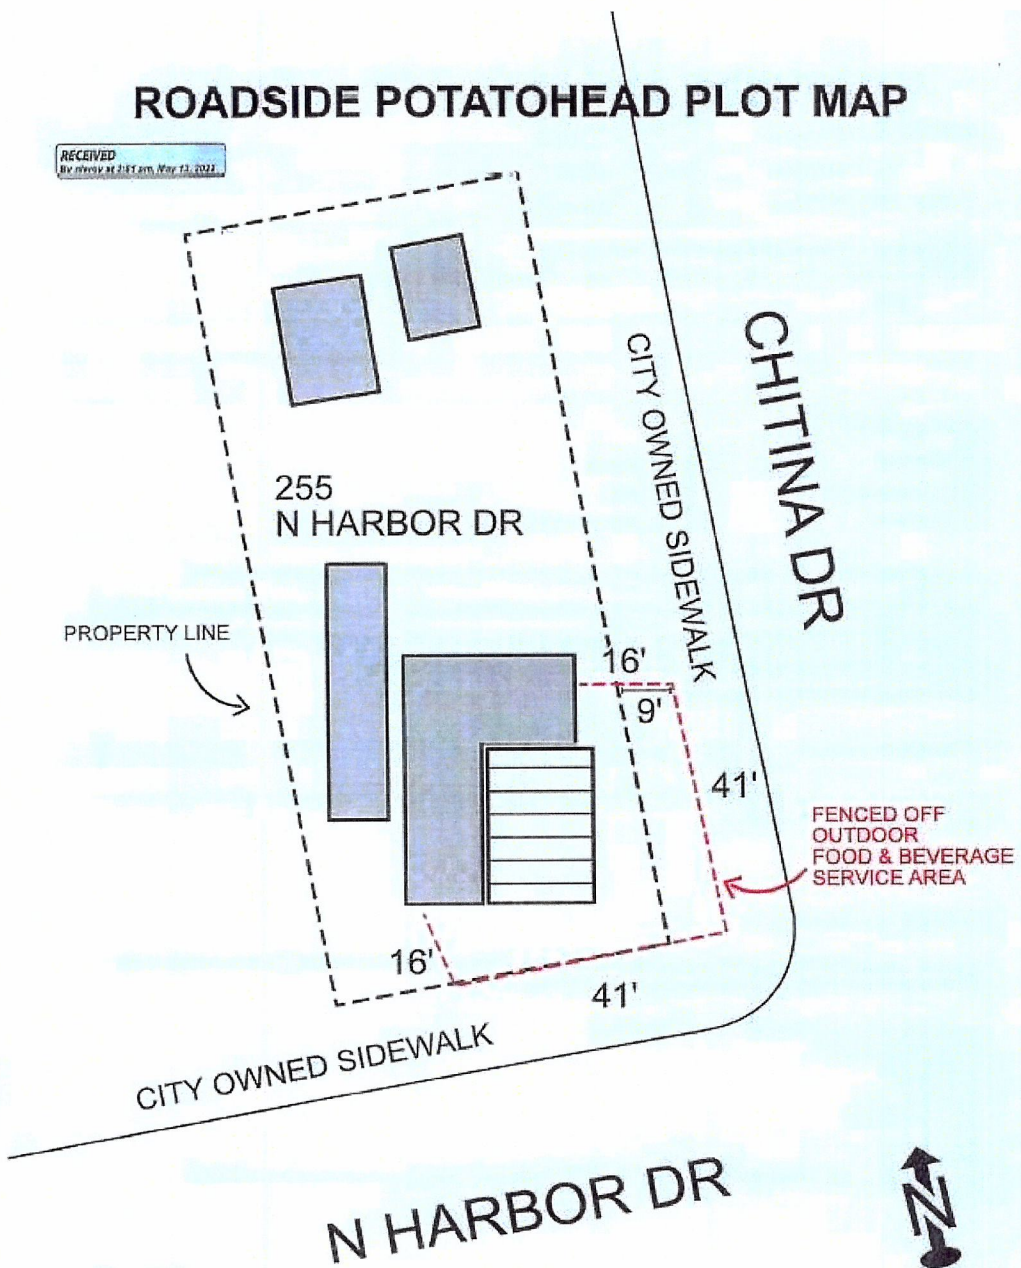 ROADSIDE POTATOHEAD PLOT MAP
RECEIVED
CITY OWNED SIDEWALK
CHITINA DR
255
N HARBOR DR
PROPERTY LINE
16'
9'
41'
FENCED OFF
OUTDOOR
FOOD & BEVERAGE
SERVICE AREA
16'
41'
CITY OWNED SIDEWALK
N HARBOR DR
N